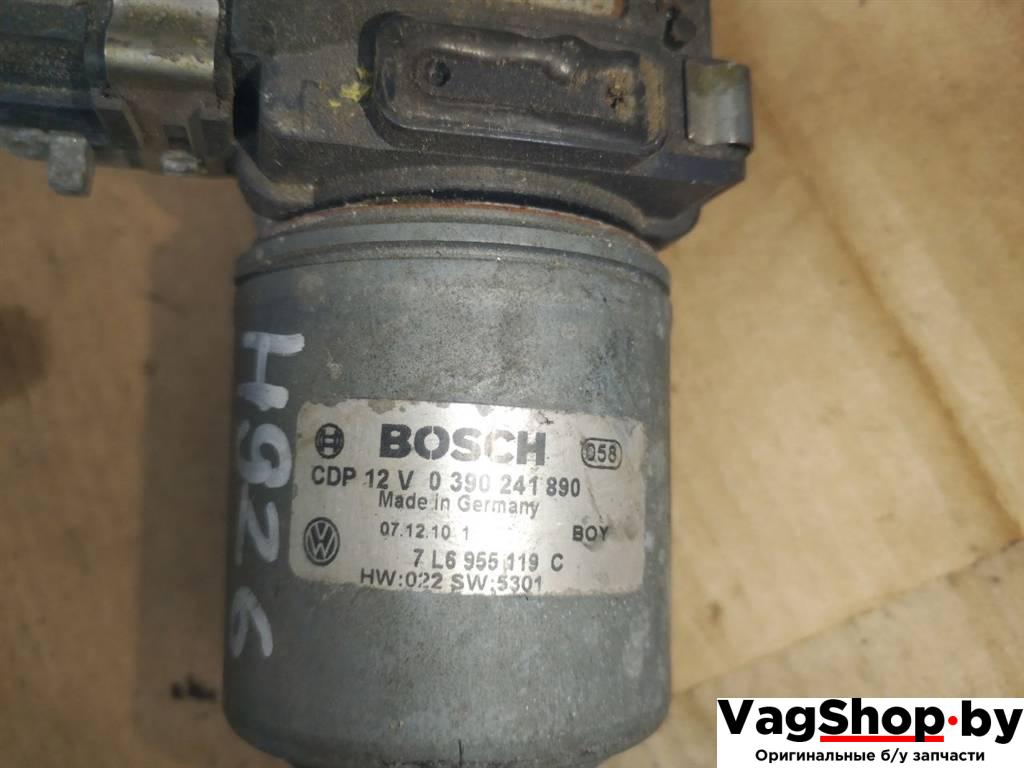 H926
BOSCH 058
CDP 12 V 0 390 241 890
Made in Germany
07.12.10 1 BOY
7 L6 955 119 C
HW:022 SW:5301
VagShop.by
Оригинальные б/у запчасти